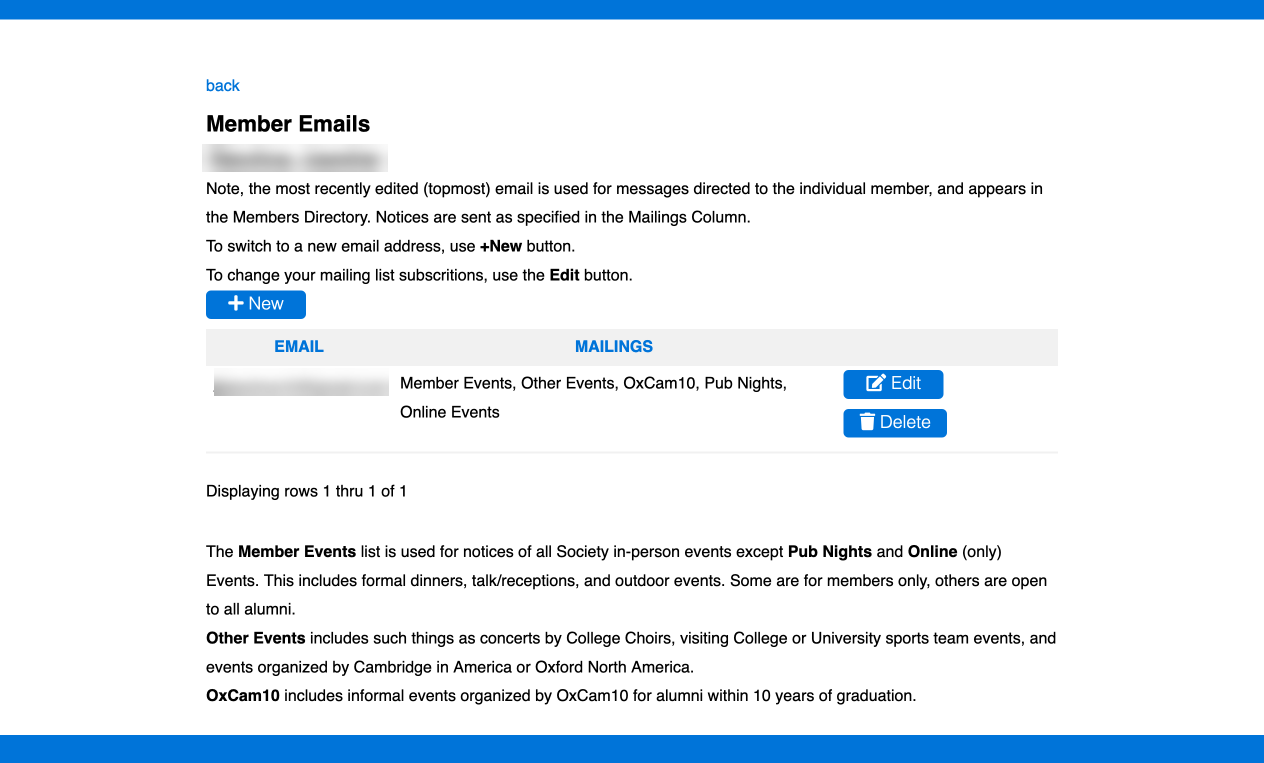 back
Member Emails
Note, the most recently edited (topmost) email is used for messages directed to the individual member, and appears in
the Members Directory. Notices are sent as specified in the Mailings Column.
To switch to a new email address, use +New button.
To change your mailing list subscritions, use the Edit button.
+ New
EMAIL MAILINGS
Member Events, Other Events, OxCam10, Pub Nights, Edit
Online Events
Delete
Displaying rows 1 thru 1 of 1
The Member Events list is used for notices of all Society in-person events except Pub Nights and Online (only)
Events. This includes formal dinners, talk/receptions, and outdoor events. Some are for members only, others are open
to all alumni.
Other Events includes such things as concerts by College Choirs, visiting College or University sports team events, and
events organized by Cambridge in America or Oxford North America.
OxCam10 includes informal events organized by OxCam10 for alumni within 10 years of graduation.